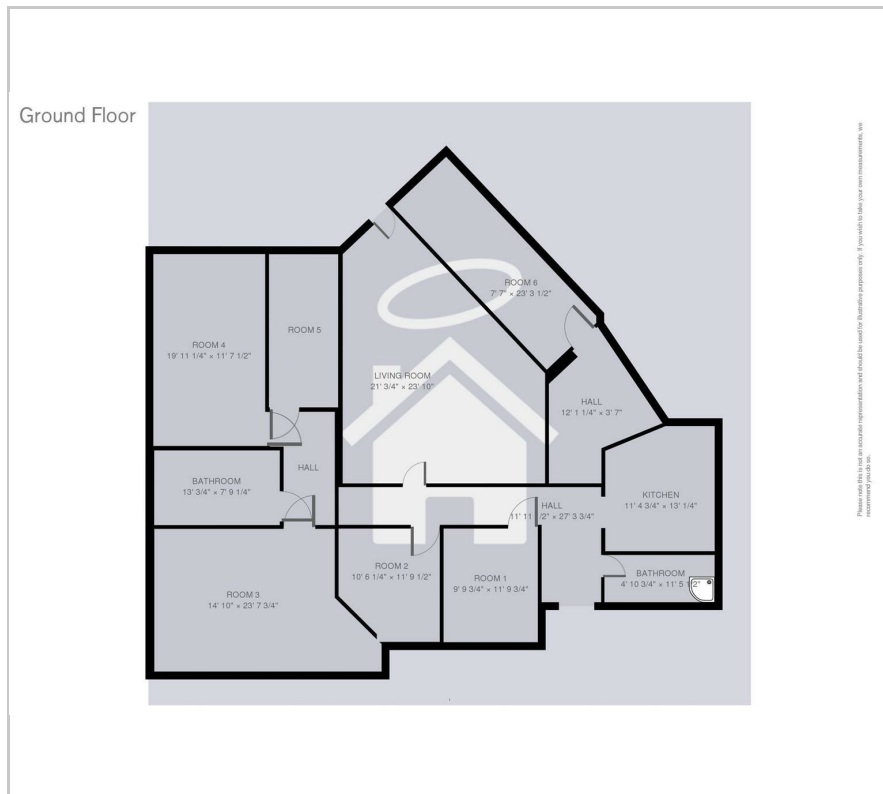 Ground Floor
ROOM 6
7' 7" × 23' 3 1/2"
ROOM 5
ROOM 4
19' 11 1/4" × 11' 7 1/2"
LIVING ROOM
21' 3/4" × 23' 10"
HALL
12' 1 1/4" × 3' 7"
HALL
BATHROOM
13' 3/4" × 7' 9 1/4"
KITCHEN
11' 4 3/4" × 13' 1/4"
HALL
11' 11 1/2" × 27' 3 3/4"
ROOM 2
10' 6 1/4" × 11' 9 1/2"
ROOM 1
9' 9 3/4" × 11' 9 3/4"
BATHROOM
4' 10 3/4" × 11' 5 1/2"
ROOM 3
14' 10" × 23' 7 3/4"
Please note this is not an accurate representation and should be used for illustrative purposes only. If you wish to take your own measurements, we
recommend you do so.